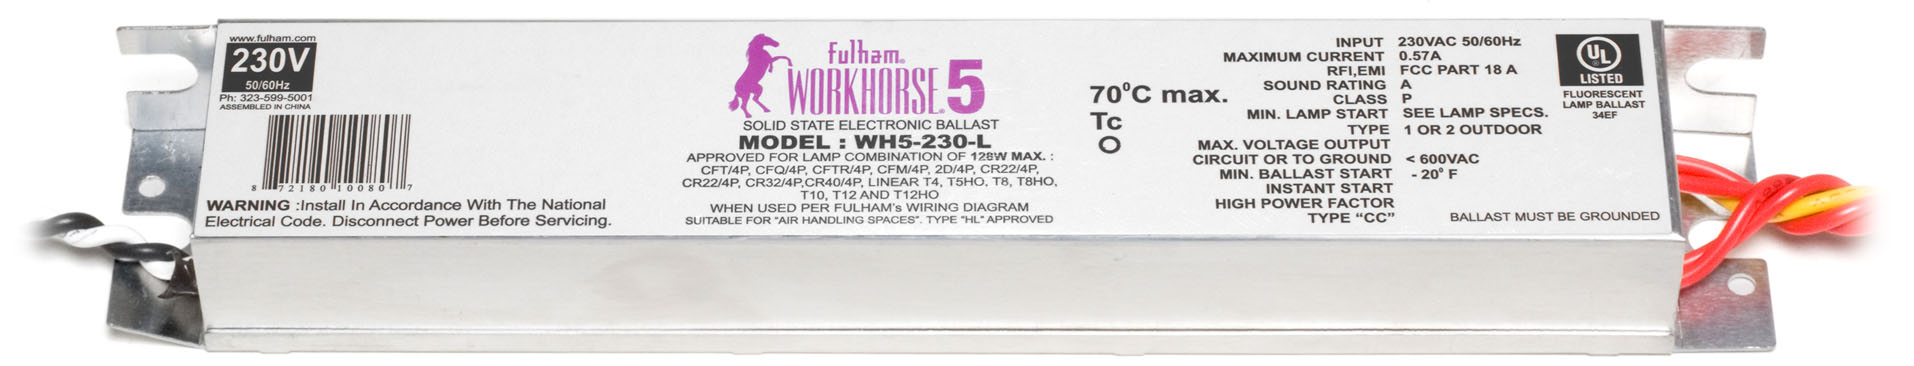 www.fulham.com
230V
50/60Hz
Ph: 323-599-5001
ASSEMBLED IN CHINA
8 72180 10080 7
WARNING :Install In Accordance With The National
Electrical Code. Disconnect Power Before Servicing.
fulham®
WORKHORSE® 5
SOLID STATE ELECTRONIC BALLAST
MODEL : WH5-230-L
APPROVED FOR LAMP COMBINATION OF 128W MAX. :
CFT/4P, CFQ/4P, CFTR/4P, CFM/4P, 2D/4P, CR22/4P,
CR22/4P, CR32/4P,CR40/4P, LINEAR T4, T5HO, T8, T8HO,
T10, T12 AND T12HO
WHEN USED PER FULHAM's WIRING DIAGRAM
SUITABLE FOR "AIR HANDLING SPACES". TYPE "HL" APPROVED
70°C max.
Tc
O
INPUT 230VAC 50/60Hz
MAXIMUM CURRENT 0.57A
RFI,EMI FCC PART 18 A
SOUND RATING A
CLASS P
MIN. LAMP START SEE LAMP SPECS.
TYPE 1 OR 2 OUTDOOR
MAX. VOLTAGE OUTPUT
CIRCUIT OR TO GROUND < 600VAC
MIN. BALLAST START - 20° F
INSTANT START
HIGH POWER FACTOR
TYPE "CC"
UL
LISTED
FLUORESCENT
LAMP BALLAST
34EF
BALLAST MUST BE GROUNDED